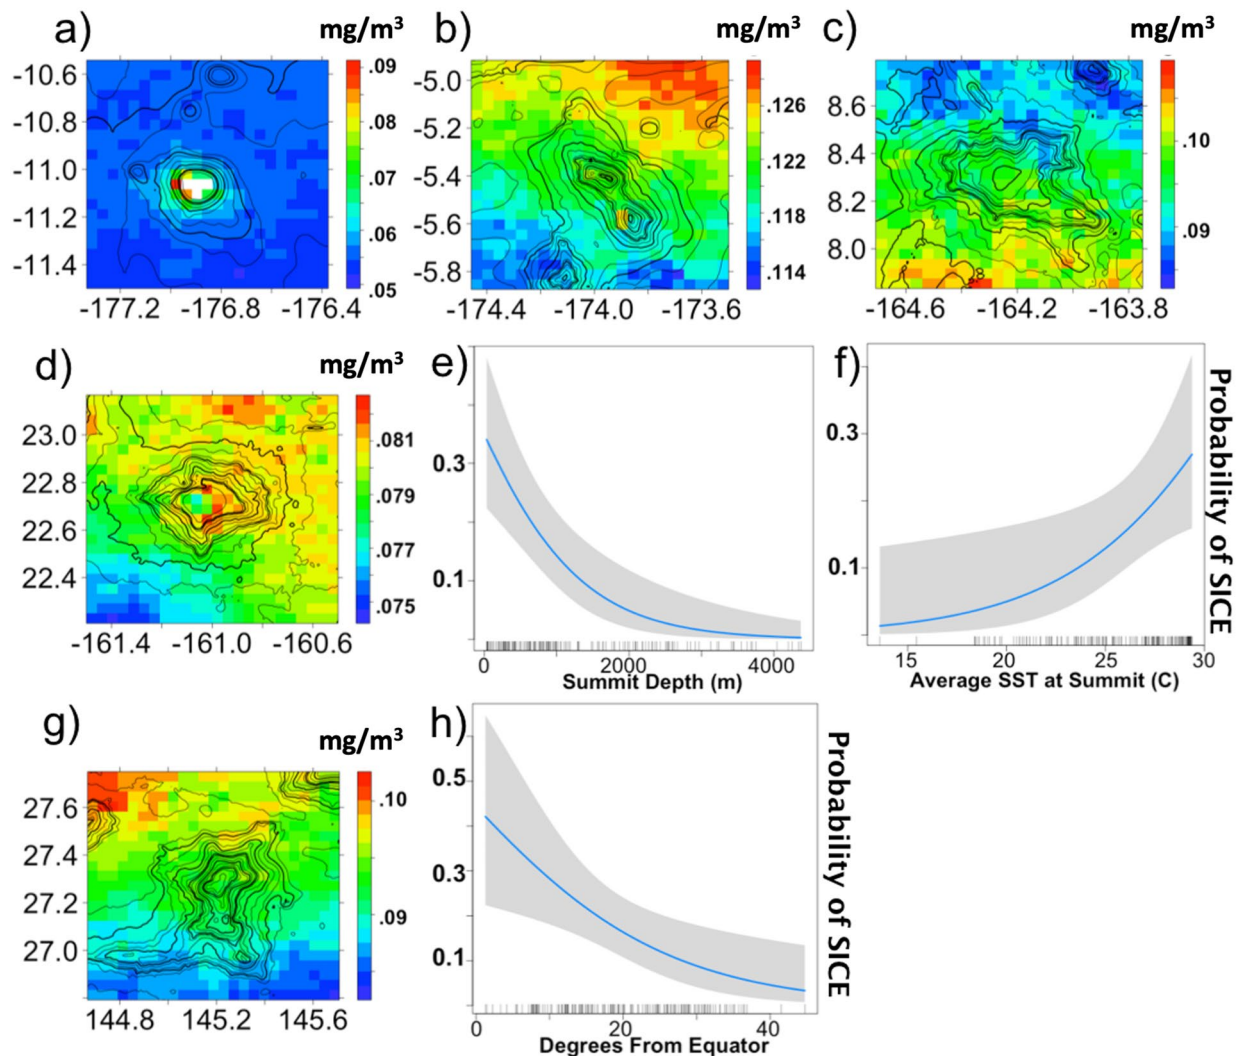 a)
mg/m³
-10.6
-10.8
-11.0
-11.2
-11.4
-177.2 -176.8 -176.4
.09
.08
.07
.06
.05
b)
mg/m³
-5.0
-5.2
-5.4
-5.6
-5.8
-174.4 -174.0 -173.6
.126
.122
.118
.114
c)
mg/m³
8.6
8.4
8.2
8.0
-164.6 -164.2 -163.8
.10
.09
d)
mg/m³
23.0
22.8
22.6
22.4
-161.4 -161.0 -160.6
.081
.079
.077
.075
e)
0.3
0.1
0 2000 4000
Summit Depth (m)
f)
0.3
0.1
15 20 25 30
Average SST at Summit (C)
Probability of SICE
g)
mg/m³
27.6
27.4
27.2
27.0
144.8 145.2 145.6
.10
.09
h)
0.5
0.3
0.1
0 20 40
Degrees From Equator
Probability of SICE